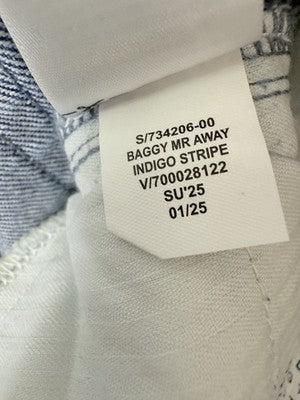 S/734206-00
BAGGY MR AWAY
INDIGO STRIPE
V/700028122
SU'25
01/25